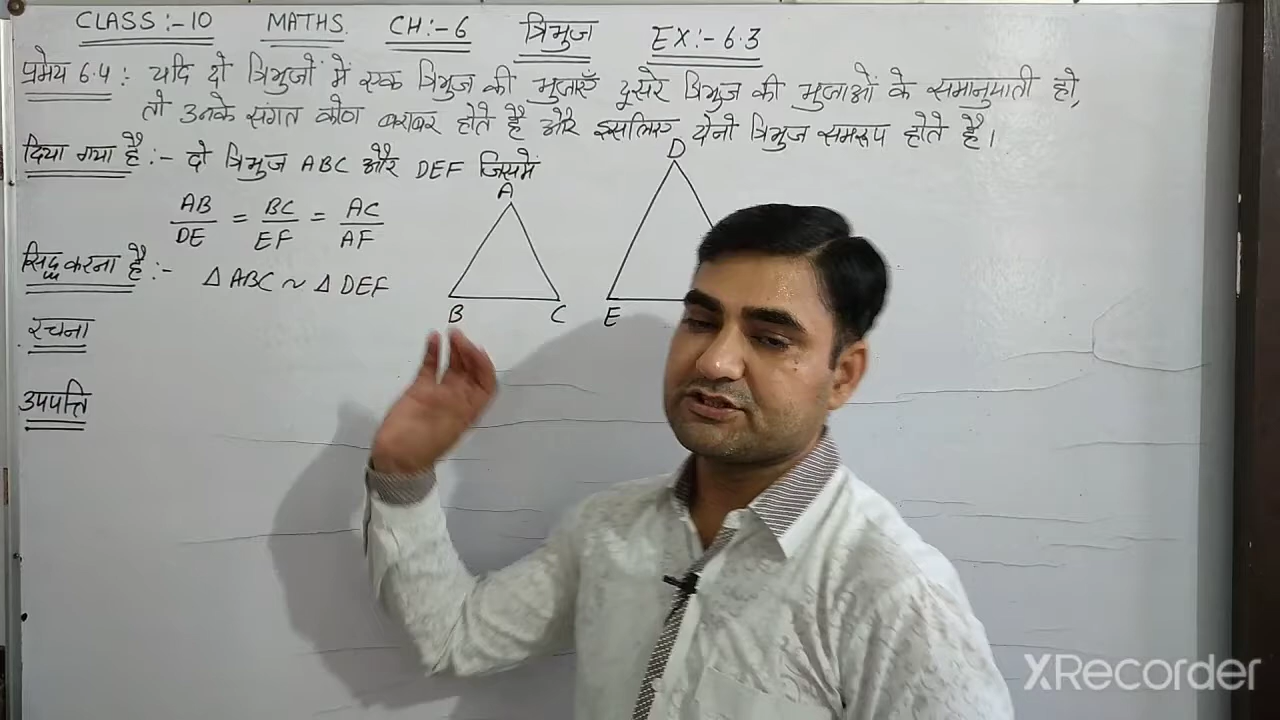 CLASS:-10 MATHS. CH:-6 त्रिभुज EX:-6.3
प्रमेय 6.4 :- यदि दो त्रिभुजों में एक त्रिभुज की भुजाएँ दूसरे त्रिभुज की भुजाओं के समानुपाती हो,
तो उनके संगत कोण बराबर होते है और इसलिए दोनो त्रिभुज समरूप होते है।
दिया गया है :- दो त्रिभुज ABC और DEF जिसमें
AB/DE = BC/EF = AC/AF
सिद्ध करना है :- Δ ABC ~ Δ DEF
रचना
उपपत्ति
A
B C
D
E
XRecorder